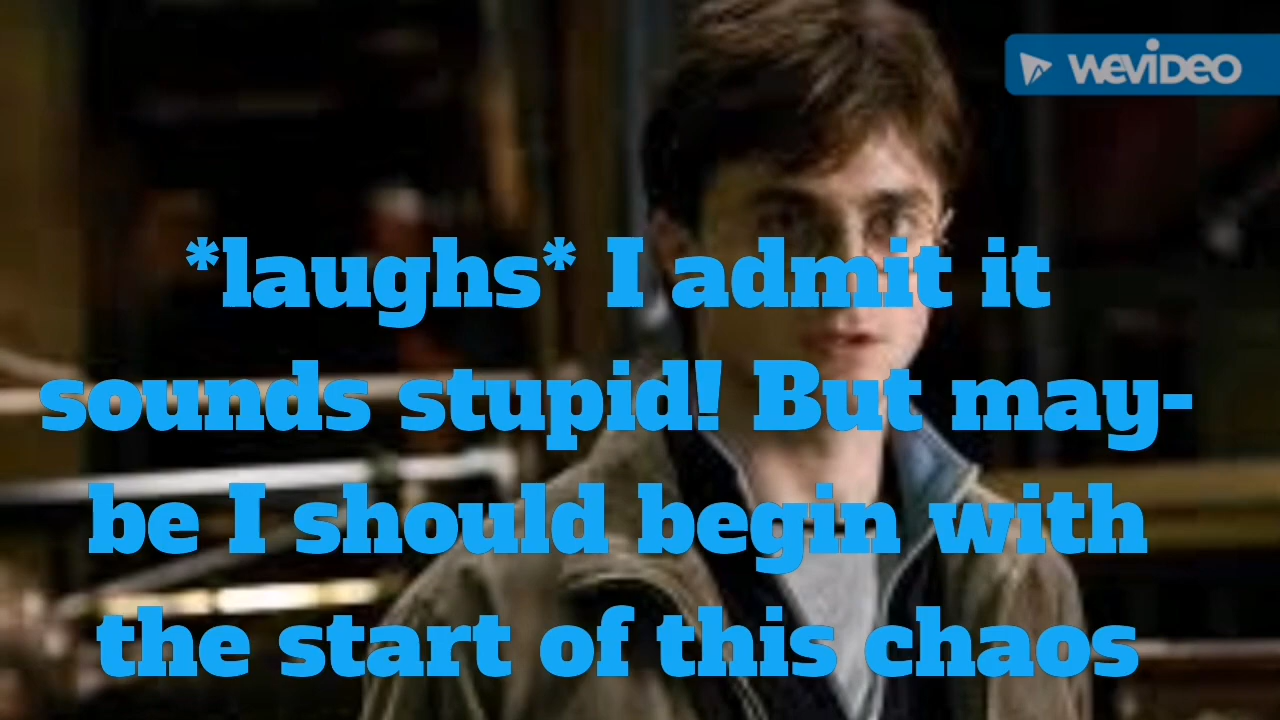 WEVIDEO
*laughs* I admit it
sounds stupid! But may-
be I should begin with
the start of this chaos